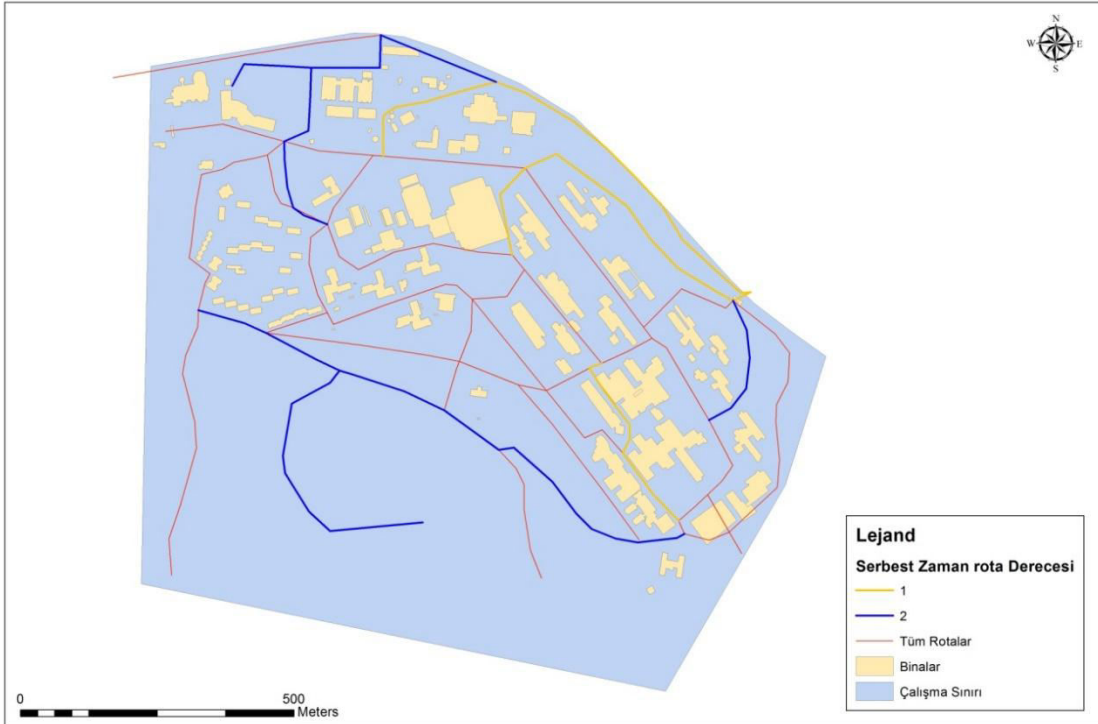 N
W E
S
Lejand
Serbest Zaman rota Derecesi
1
2
Tüm Rotalar
Binalar
Çalışma Sınırı
0 500
Meters